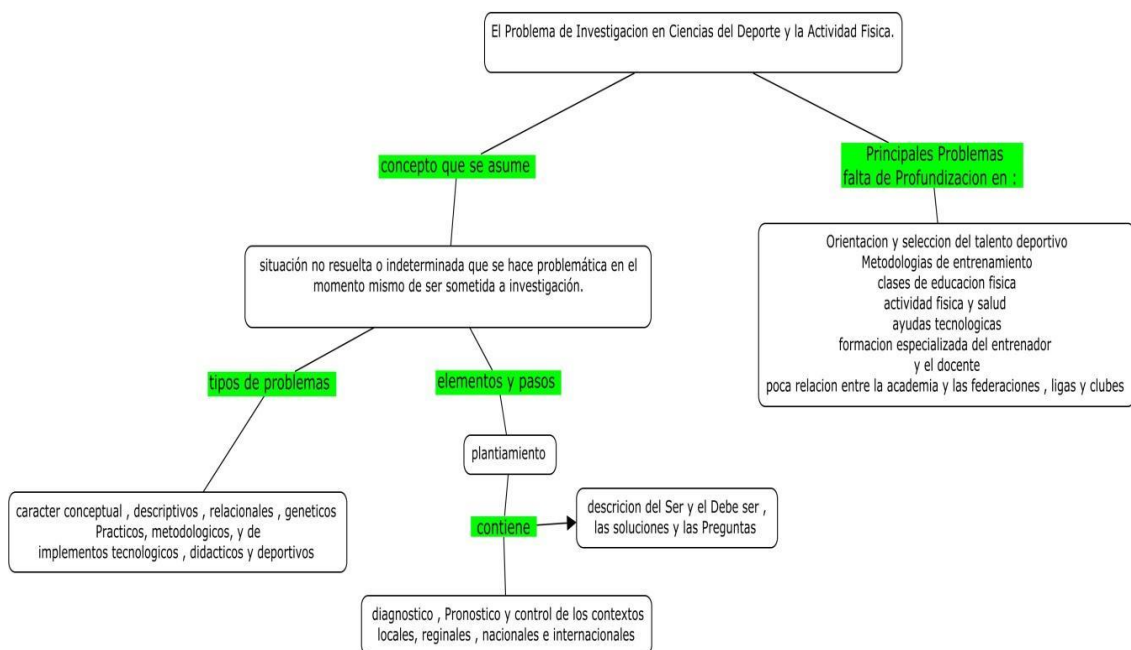 El Problema de Investigacion en Ciencias del Deporte y la Actividad Fisica.
concepto que se asume
Principales Problemas
falta de Profundizacion en :
situación no resuelta o indeterminada que se hace problemática en el
momento mismo de ser sometida a investigación.
Orientacion y seleccion del talento deportivo
Metodologias de entrenamiento
clases de educacion fisica
actividad fisica y salud
ayudas tecnologicas
formacion especializada del entrenador
y el docente
poca relacion entre la academia y las federaciones , ligas y clubes
tipos de problemas
elementos y pasos
plantiamiento
caracter conceptual , descriptivos , relacionales , geneticos
Practicos, metodologicos, y de
implementos tecnologicos , didacticos y deportivos
contiene
descricion del Ser y el Debe ser ,
las soluciones y las Preguntas
diagnostico , Pronostico y control de los contextos
locales, reginales , nacionales e internacionales